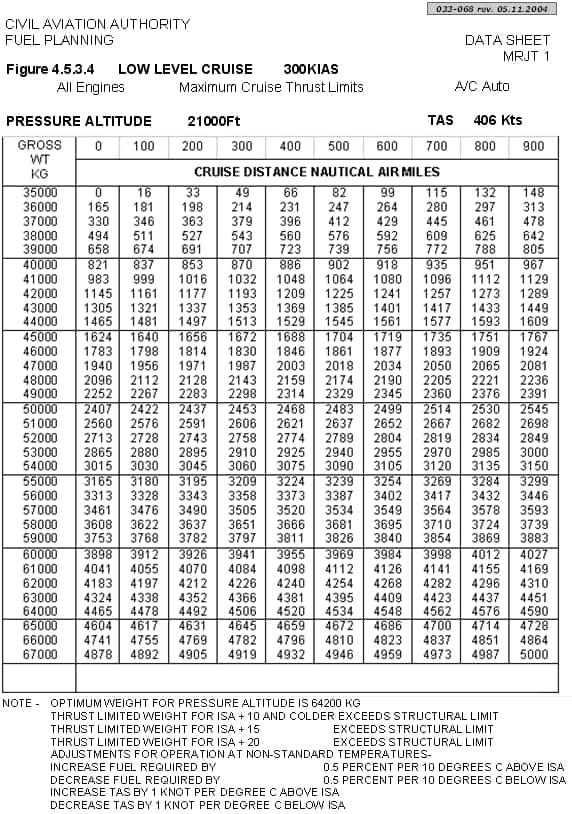 033-068 rev. 05.11.2004
CIVIL AVIATION AUTHORITY
FUEL PLANNING
DATA SHEET
MRJT 1
Figure 4.5.3.4 LOW LEVEL CRUISE 300KIAS
All Engines Maximum Cruise Thrust Limits A/C Auto
PRESSURE ALTITUDE 21000Ft TAS 406 Kts
GROSS WT KG 0 100 200 300 400 500 600 700 800 900
CRUISE DISTANCE NAUTICAL AIR MILES
35000 0 16 33 49 66 82 99 115 132 148
36000 165 181 198 214 231 247 264 280 297 313
37000 330 346 363 379 396 412 429 445 461 478
38000 494 511 527 543 560 576 592 609 625 642
39000 658 674 691 707 723 739 756 772 788 805
40000 821 837 853 870 886 902 918 935 951 967
41000 983 999 1016 1032 1048 1064 1080 1096 1112 1129
42000 1145 1161 1177 1193 1209 1225 1241 1257 1273 1289
43000 1305 1321 1337 1353 1369 1385 1401 1417 1433 1449
44000 1465 1481 1497 1513 1529 1545 1561 1577 1593 1609
45000 1624 1640 1656 1672 1688 1704 1719 1735 1751 1767
46000 1783 1798 1814 1830 1846 1861 1877 1893 1909 1924
47000 1940 1956 1971 1987 2003 2018 2034 2050 2065 2081
48000 2096 2112 2128 2143 2159 2174 2190 2205 2221 2236
49000 2252 2267 2283 2298 2314 2329 2345 2360 2376 2391
50000 2407 2422 2437 2453 2468 2483 2499 2514 2530 2545
51000 2560 2576 2591 2606 2621 2637 2652 2667 2682 2698
52000 2713 2728 2743 2758 2774 2789 2804 2819 2834 2849
53000 2865 2880 2895 2910 2925 2940 2955 2970 2985 3000
54000 3015 3030 3045 3060 3075 3090 3105 3120 3135 3150
55000 3165 3180 3195 3209 3224 3239 3254 3269 3284 3299
56000 3313 3328 3343 3358 3373 3387 3402 3417 3432 3446
57000 3461 3476 3490 3505 3520 3534 3549 3564 3578 3593
58000 3608 3622 3637 3651 3666 3681 3695 3710 3724 3739
59000 3753 3768 3782 3797 3811 3826 3840 3854 3869 3883
60000 3898 3912 3926 3941 3955 3969 3984 3998 4012 4027
61000 4041 4055 4070 4084 4098 4112 4126 4141 4155 4169
62000 4183 4197 4212 4226 4240 4254 4268 4282 4296 4310
63000 4324 4338 4352 4366 4381 4395 4409 4423 4437 4451
64000 4465 4478 4492 4506 4520 4534 4548 4562 4576 4590
65000 4604 4617 4631 4645 4659 4672 4686 4700 4714 4728
66000 4741 4755 4769 4782 4796 4810 4823 4837 4851 4864
67000 4878 4892 4905 4919 4932 4946 4959 4973 4987 5000
NOTE - OPTIMUM WEIGHT FOR PRESSURE ALTITUDE IS 64200 KG
THRUST LIMITED WEIGHT FOR ISA + 10 AND COLDER EXCEEDS STRUCTURAL LIMIT
THRUST LIMITED WEIGHT FOR ISA + 15 EXCEEDS STRUCTURAL LIMIT
THRUST LIMITED WEIGHT FOR ISA + 20 EXCEEDS STRUCTURAL LIMIT
ADJUSTMENTS FOR OPERATION AT NON-STANDARD TEMPERATURES-
INCREASE FUEL REQUIRED BY 0.5 PERCENT PER 10 DEGREES C ABOVE ISA
DECREASE FUEL REQUIRED BY 0.5 PERCENT PER 10 DEGREES C BELOW ISA
INCREASE TAS BY 1 KNOT PER DEGREE C ABOVE ISA
DECREASE TAS BY 1 KNOT PER DEGREE C BELOW ISA